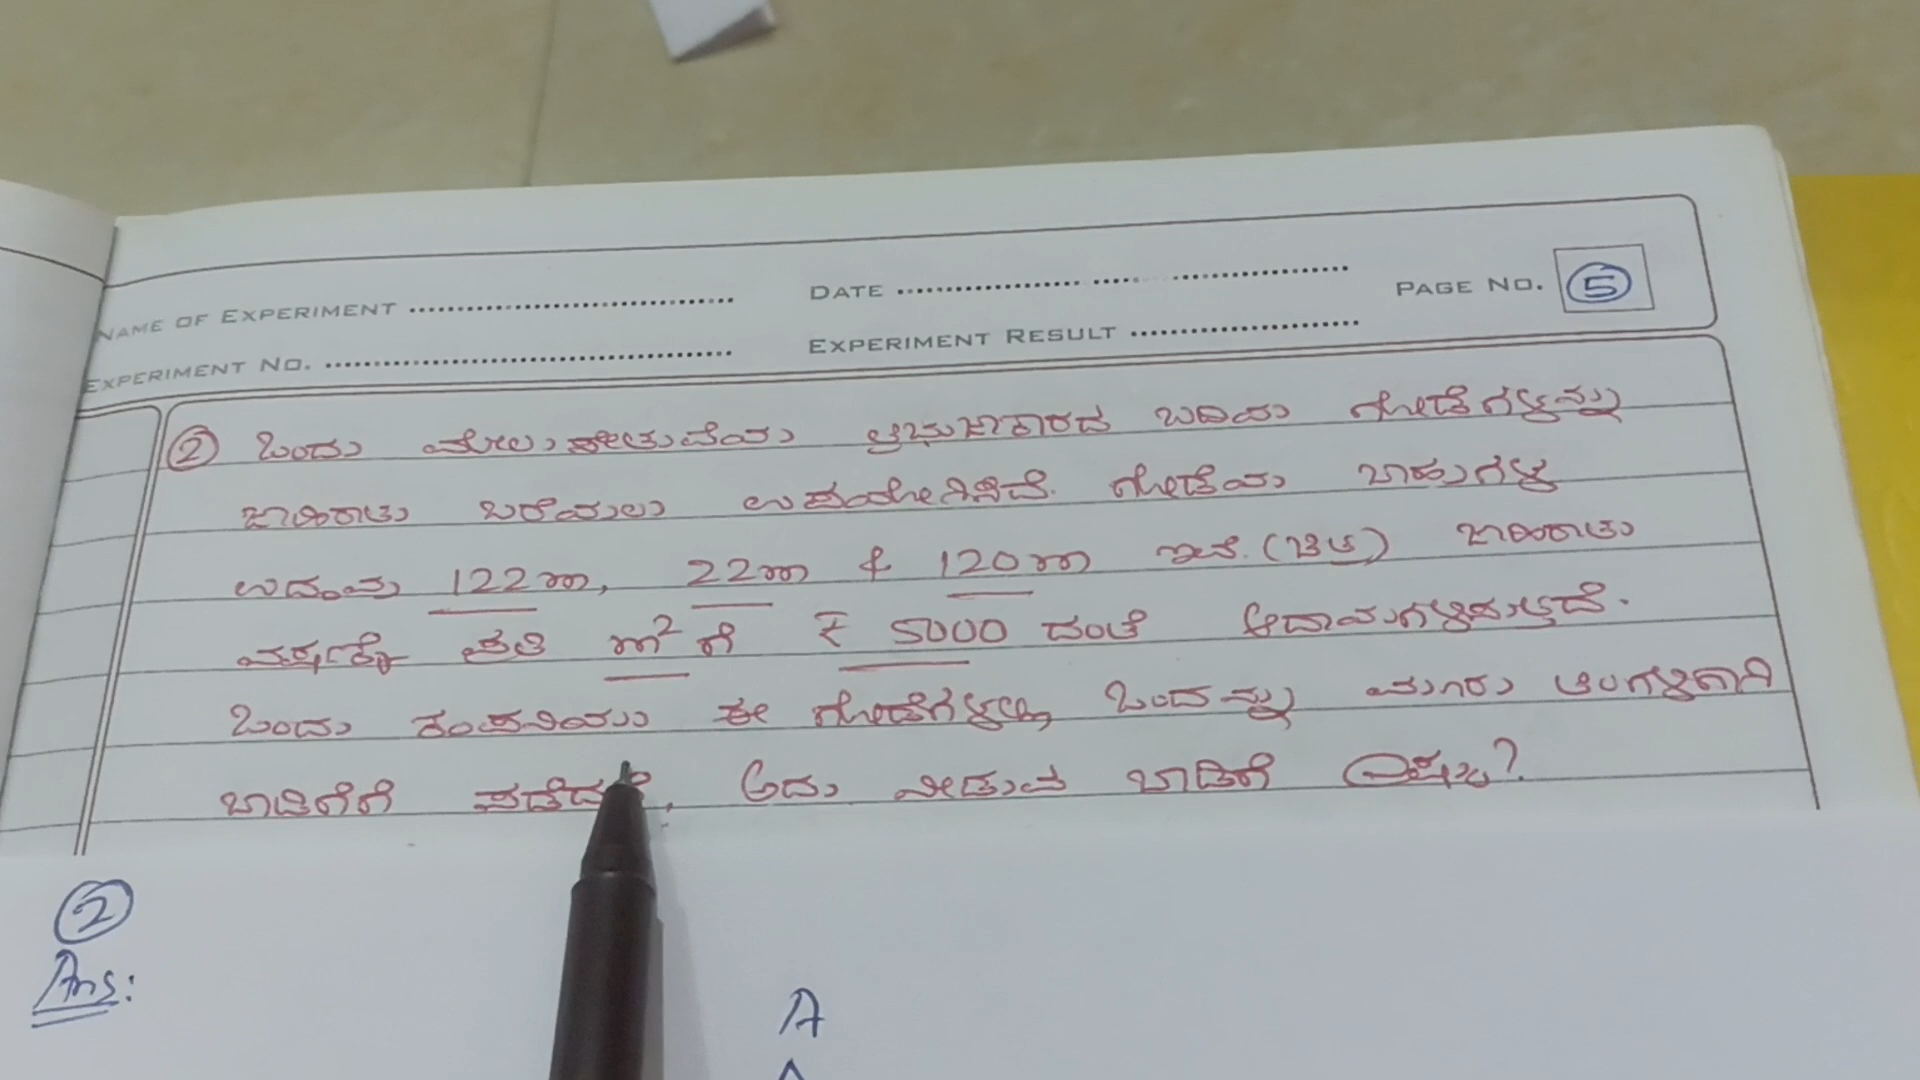 NAME OF EXPERIMENT
DATE
PAGE NO. 5
EXPERIMENT NO.
EXPERIMENT RESULT
② ಒಂದು ಮೇಲು ಸೇತುವೆಯು ತ್ರಿಭುಜಾಕಾರದ ಬದಿಯ ಗೋಡೆಗಳನ್ನು
ಜಾಹಿರಾತು ಬರೆಯಲು ಉಪಯೋಗಿಸಿದೆ. ಗೋಡೆಯ ಬಾಹುಗಳ
ಉದ್ದವು 122m, 22m & 120m ಇವೆ. (ಚಿತ್ರ) ಜಾಹಿರಾತು
ವರ್ಷಕ್ಕೆ ಪ್ರತಿ m² ಗೆ ₹ 5000 ದಂತೆ ಆದಾಯಗಳಿಸುತ್ತದೆ.
ಒಂದು ಕಂಪನಿಯು ಈ ಗೋಡೆಗಳಲ್ಲಿ ಒಂದನ್ನು ಮೂರು ತಿಂಗಳಿಗಾಗಿ
ಬಾಡಿಗೆಗೆ ಪಡೆದರೆ, ಅದು ನೀಡುವ ಬಾಡಿಗೆ ಎಷ್ಟು?
②
Ans:
A